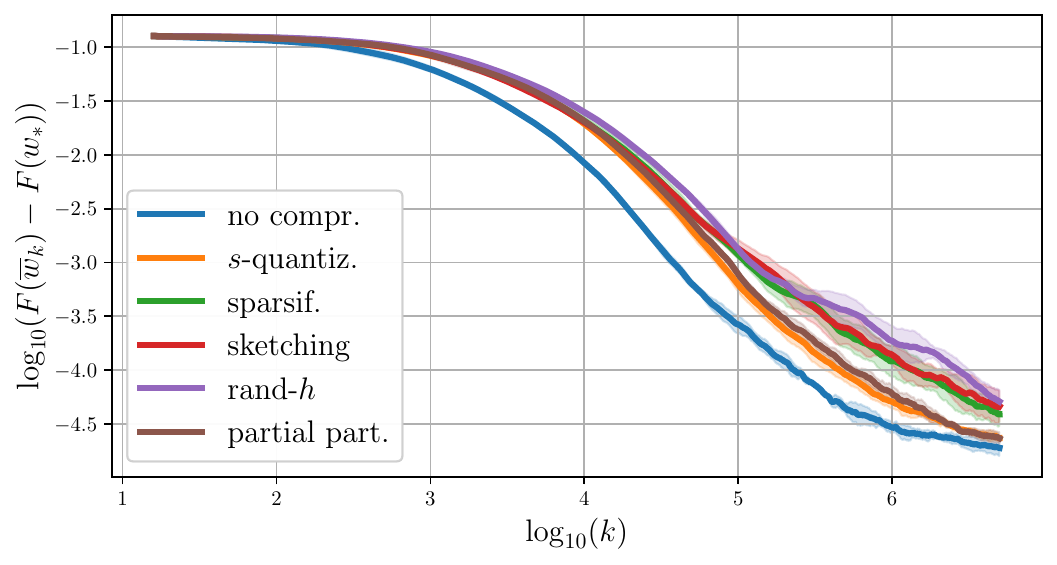 log₁₀(F(w̅ₖ) − F(w∗))
−1.0
−1.5
−2.0
−2.5
−3.0
−3.5
−4.0
−4.5
no compr.
s-quantiz.
sparsif.
sketching
rand-h
partial part.
1 2 3 4 5 6
log₁₀(k)